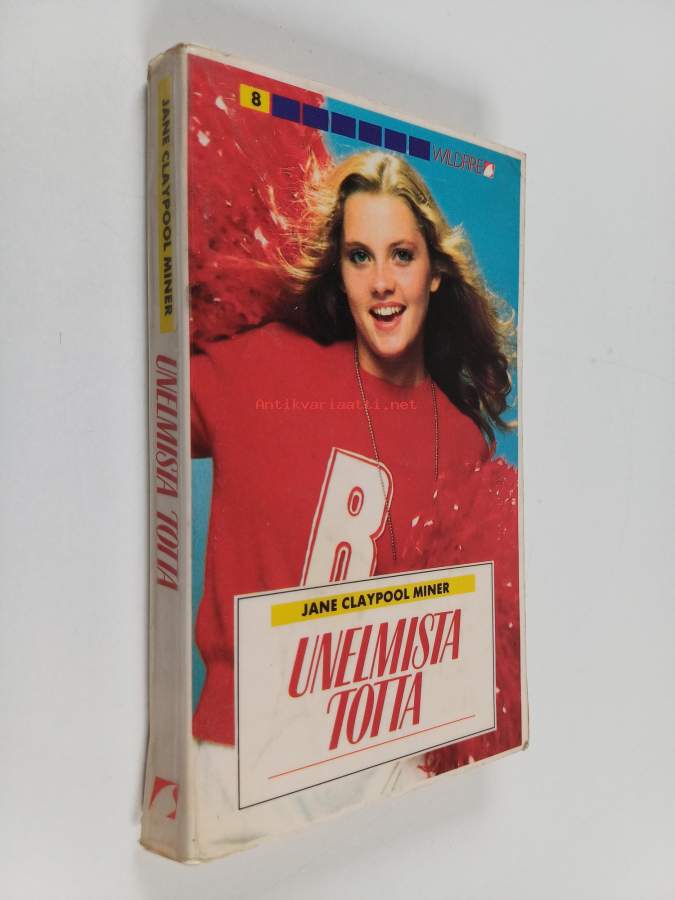 8
WILDFIRE
JANE CLAYPOOL MINER
UNELMISTA TOTTA
Antikvariaatti.net
R
JANE CLAYPOOL MINER
UNELMISTA
TOTTA